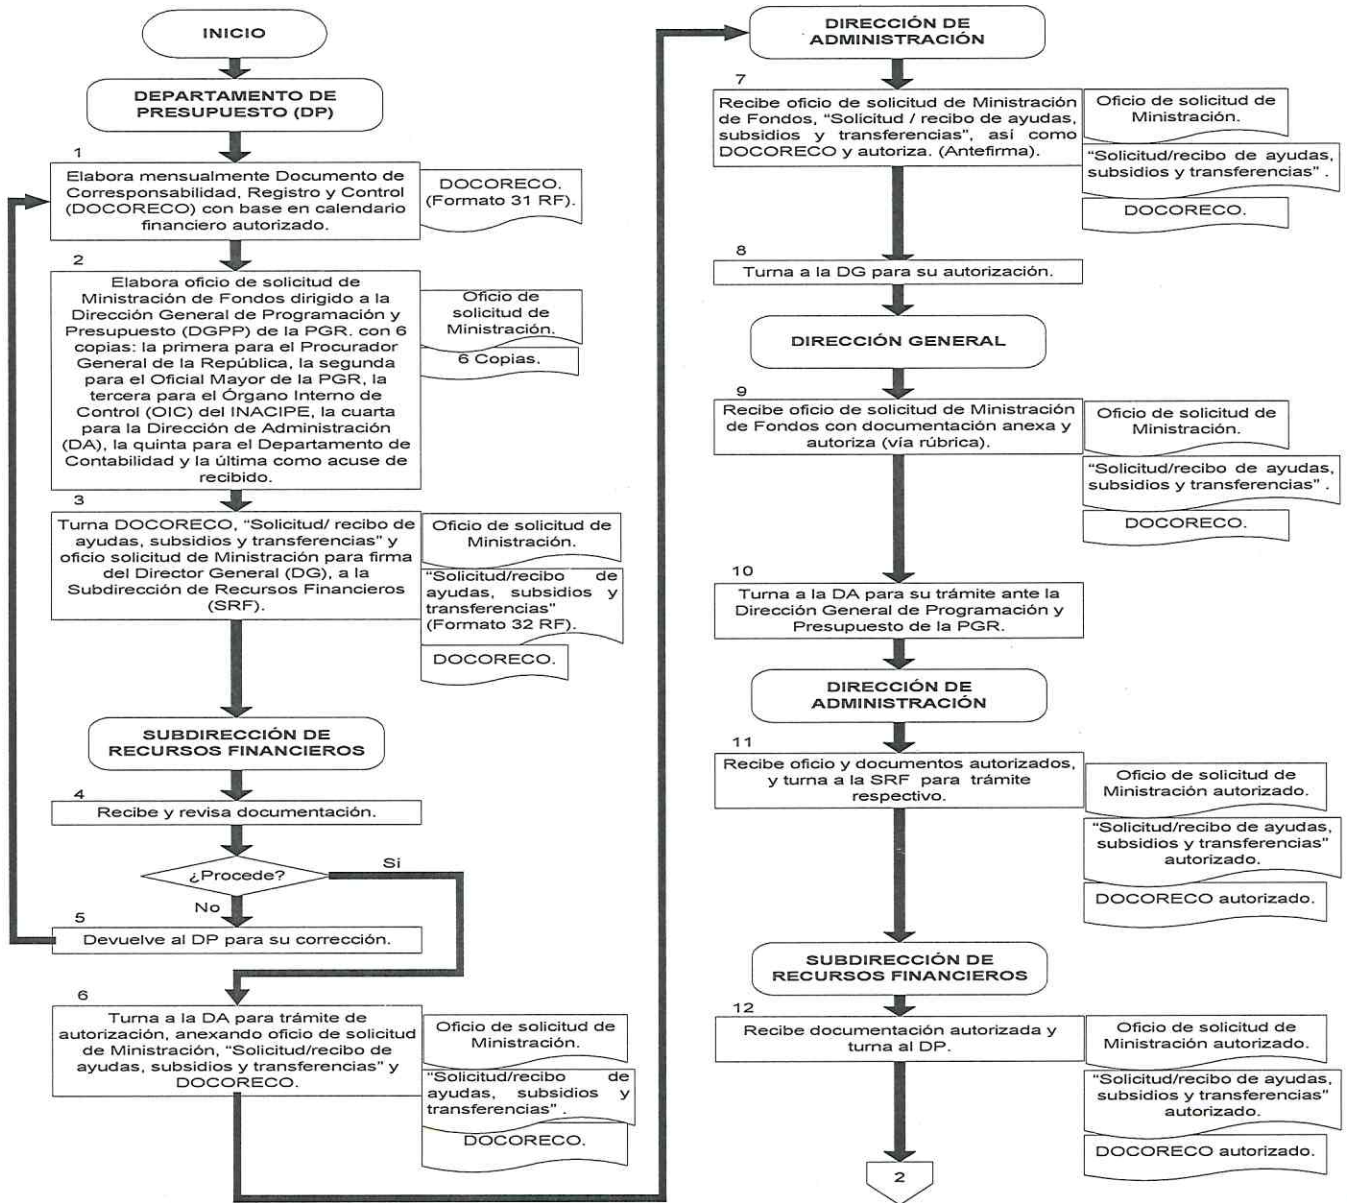 INICIO
DEPARTAMENTO DE
PRESUPUESTO (DP)
1
Elabora mensualmente Documento de
Corresponsabilidad, Registro y Control
(DOCORECO) con base en calendario
financiero autorizado.
DOCORECO.
(Formato 31 RF).
2
Elabora oficio de solicitud de
Ministración de Fondos dirigido a la
Dirección General de Programación y
Presupuesto (DGPP) de la PGR. con 6
copias: la primera para el Procurador
General de la República, la segunda
para el Oficial Mayor de la PGR, la
tercera para el Órgano Interno de
Control (OIC) del INACIPE, la cuarta
para la Dirección de Administración
(DA), la quinta para el Departamento de
Contabilidad y la última como acuse de
recibido.
Oficio de
solicitud de
Ministración.
6 Copias.
3
Turna DOCORECO, “Solicitud/ recibo de
ayudas, subsidios y transferencias” y
oficio solicitud de Ministración para firma
del Director General (DG), a la
Subdirección de Recursos Financieros
(SRF).
Oficio de solicitud de
Ministración.
“Solicitud/recibo de
ayudas, subsidios y
transferencias”
(Formato 32 RF).
DOCORECO.
SUBDIRECCIÓN DE
RECURSOS FINANCIEROS
4
Recibe y revisa documentación.
¿Procede?
Si
No
5
Devuelve al DP para su corrección.
6
Turna a la DA para trámite de
autorización, anexando oficio de solicitud
de Ministración, “Solicitud/recibo de
ayudas, subsidios y transferencias” y
DOCORECO.
Oficio de solicitud de
Ministración.
“Solicitud/recibo de
ayudas, subsidios y
transferencias” .
DOCORECO.
DIRECCIÓN DE
ADMINISTRACIÓN
7
Recibe oficio de solicitud de Ministración
de Fondos, “Solicitud / recibo de ayudas,
subsidios y transferencias”, así como
DOCORECO y autoriza. (Antefirma).
Oficio de solicitud de
Ministración.
“Solicitud/recibo de ayudas,
subsidios y transferencias” .
DOCORECO.
8
Turna a la DG para su autorización.
DIRECCIÓN GENERAL
9
Recibe oficio de solicitud de Ministración
de Fondos con documentación anexa y
autoriza (vía rúbrica).
Oficio de solicitud de
Ministración.
“Solicitud/recibo de ayudas,
subsidios y transferencias” .
DOCORECO.
10
Turna a la DA para su trámite ante la
Dirección General de Programación y
Presupuesto de la PGR.
DIRECCIÓN DE
ADMINISTRACIÓN
11
Recibe oficio y documentos autorizados,
y turna a la SRF para trámite
respectivo.
Oficio de solicitud de
Ministración autorizado.
“Solicitud/recibo de ayudas,
subsidios y transferencias”
autorizado.
DOCORECO autorizado.
SUBDIRECCIÓN DE
RECURSOS FINANCIEROS
12
Recibe documentación autorizada y
turna al DP.
Oficio de solicitud de
Ministración autorizado.
“Solicitud/recibo de ayudas,
subsidios y transferencias”
autorizado.
DOCORECO autorizado.
2